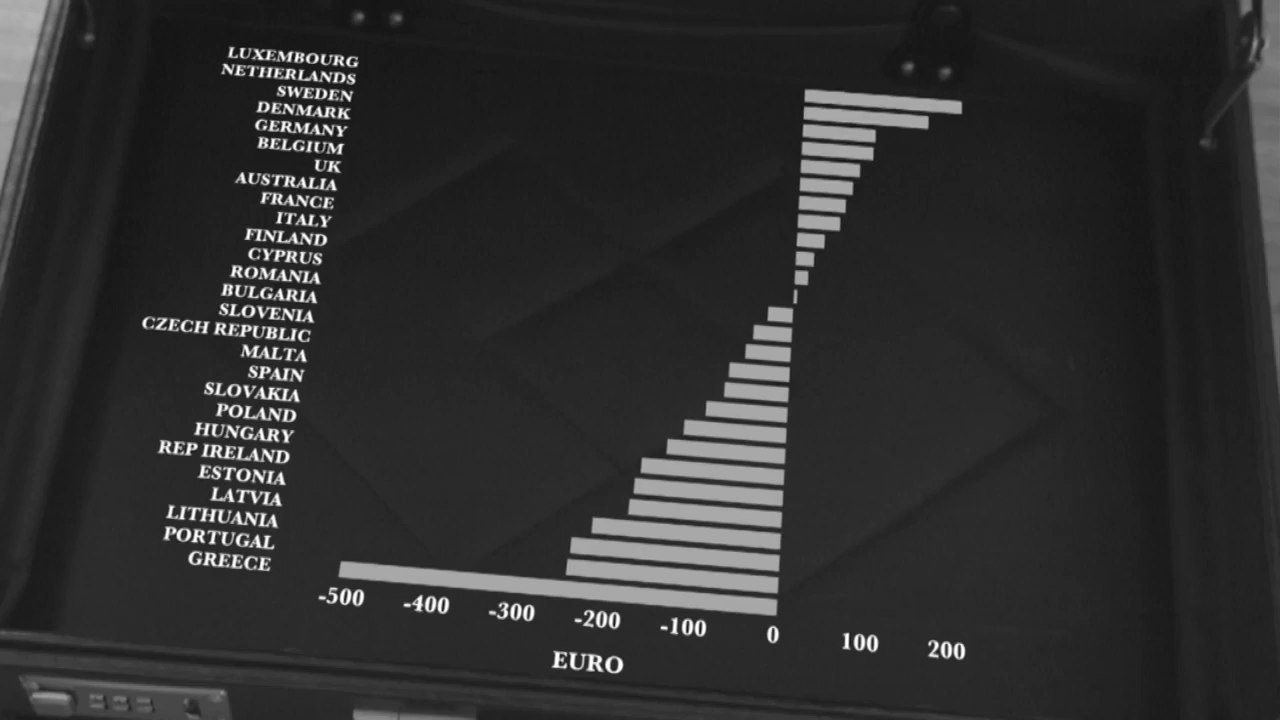 LUXEMBOURG
NETHERLANDS
SWEDEN
DENMARK
GERMANY
BELGIUM
UK
AUSTRALIA
FRANCE
ITALY
FINLAND
CYPRUS
ROMANIA
BULGARIA
SLOVENIA
CZECH REPUBLIC
MALTA
SPAIN
SLOVAKIA
POLAND
HUNGARY
REP IRELAND
ESTONIA
LATVIA
LITHUANIA
PORTUGAL
GREECE
-500 -400 -300 -200 -100 0 100 200
EURO